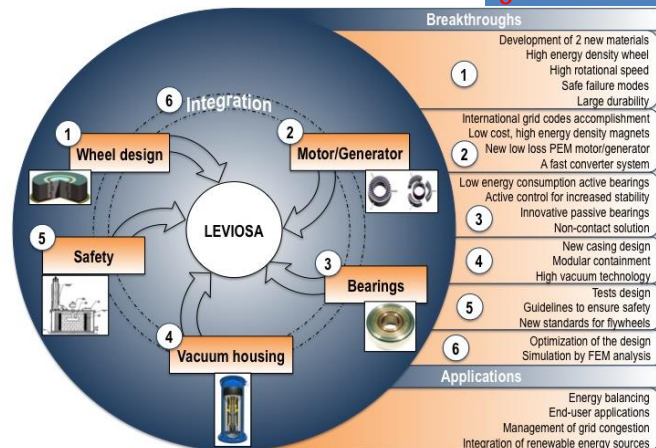 Breakthroughs
Development of 2 new materials
High energy density wheel
High rotational speed
Safe failure modes
Large durability
1
International grid codes accomplishment
Low cost, high energy density magnets
New low loss PEM motor/generator
A fast converter system
2
Low energy consumption active bearings
Active control for increased stability
Innovative passive bearings
Non-contact solution
3
New casing design
Modular containment
High vacuum technology
4
Tests design
Guidelines to ensure safety
New standards for flywheels
5
Optimization of the design
Simulation by FEM analysis
6
Applications
Energy balancing
End-user applications
Management of grid congestion
Integration of renewable energy sources
6
Integration
1
Wheel design
2
Motor/Generator
LEVIOSA
5
Safety
3
Bearings
4
Vacuum housing